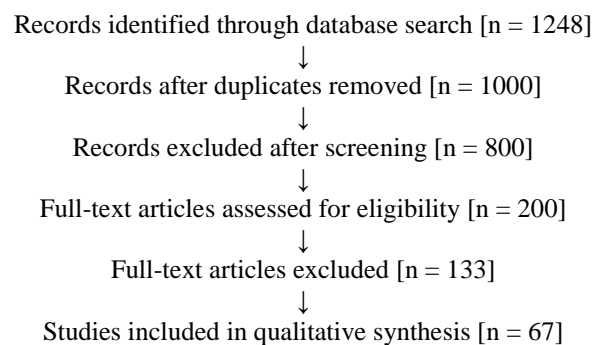 Records identified through database search [n = 1248]
↓
Records after duplicates removed [n = 1000]
↓
Records excluded after screening [n = 800]
↓
Full-text articles assessed for eligibility [n = 200]
↓
Full-text articles excluded [n = 133]
↓
Studies included in qualitative synthesis [n = 67]